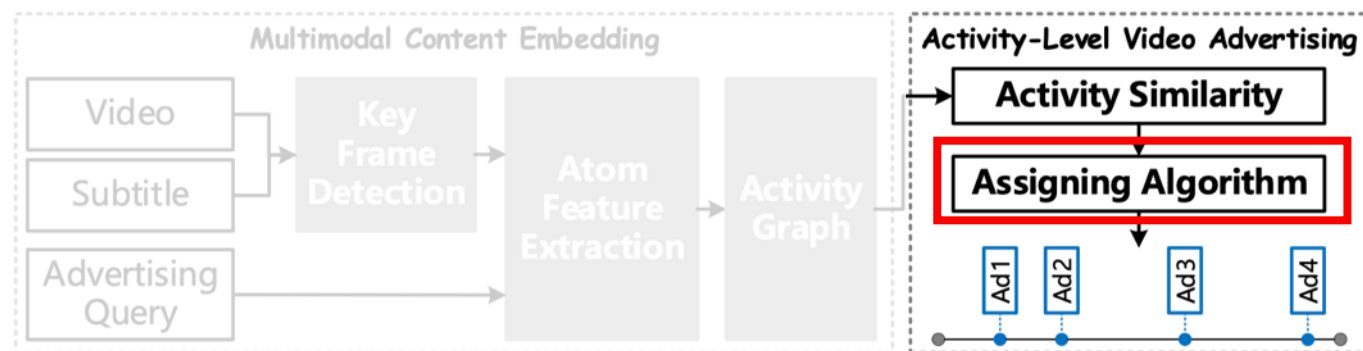 Multimodal Content Embedding
Video
Subtitle
Advertising
Query
Key
Frame
Detection
Atom
Feature
Extraction
Activity
Graph
Activity-Level Video Advertising
Activity Similarity
Assigning Algorithm
Ad1
Ad2
Ad3
Ad4